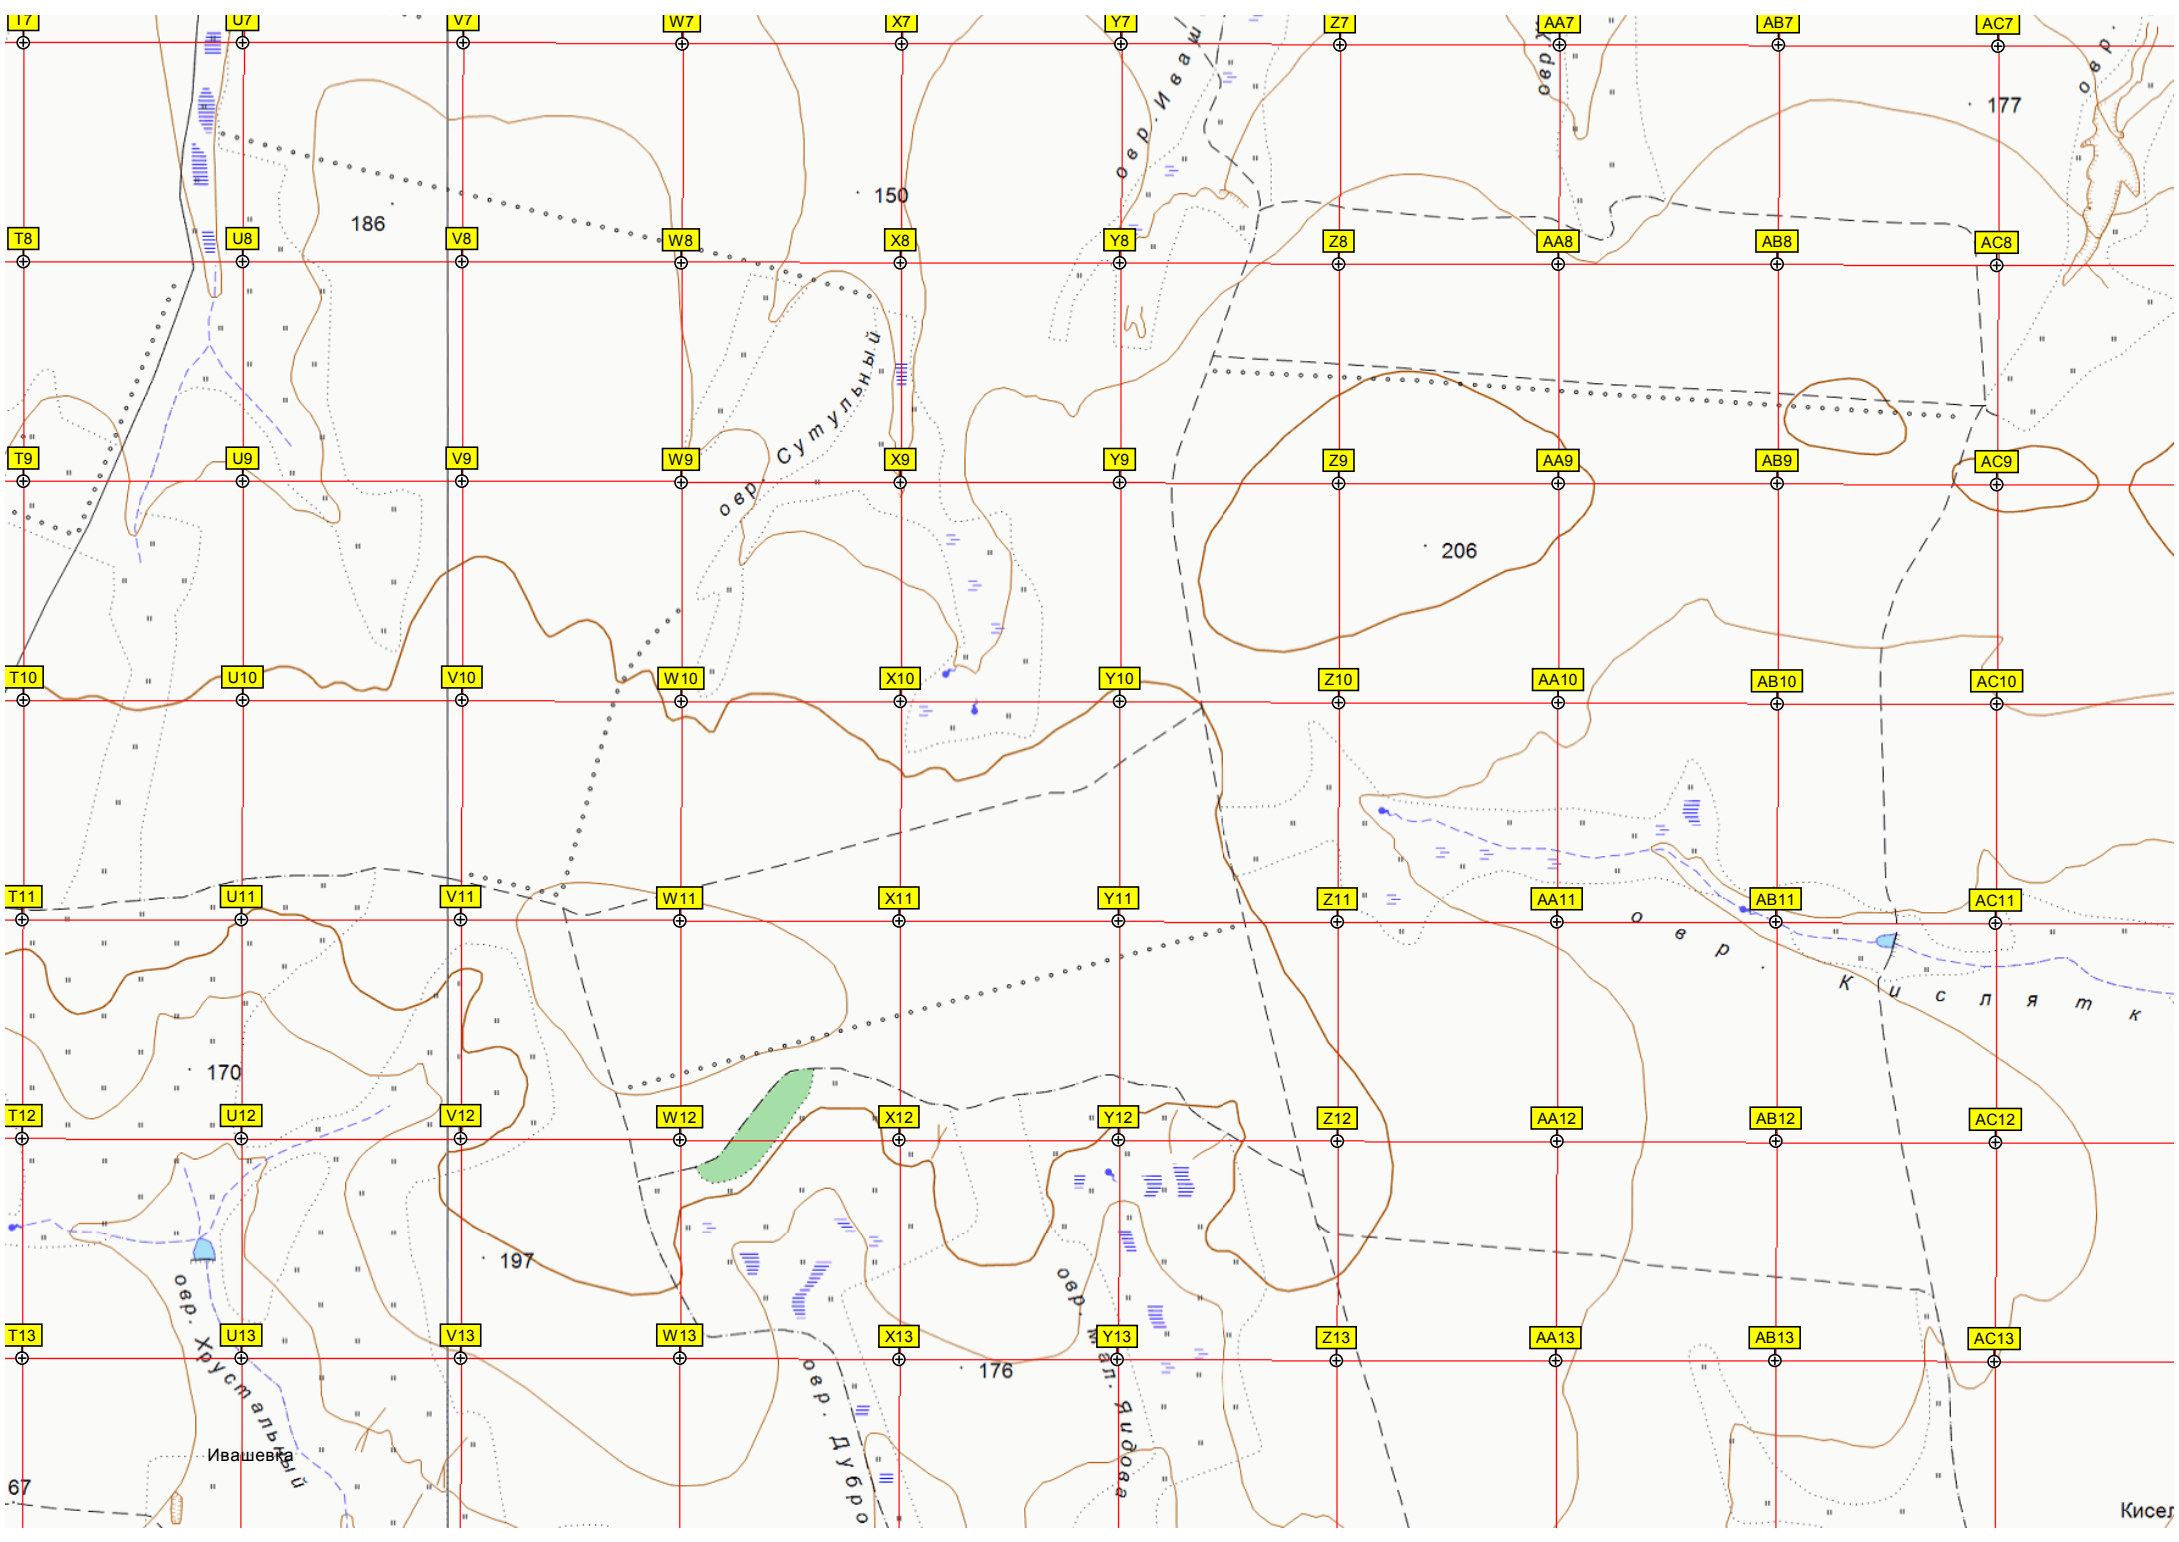 T7 U7 V7 W7 X7 Y7 Z7 AA7 AB7 AC7
овр. Иваш
овр.
177
186
150
T8 U8 V8 W8 X8 Y8 Z8 AA8 AB8 AC8
овр. Сутульный
T9 U9 V9 W9 X9 Y9 Z9 AA9 AB9 AC9
206
T10 U10 V10 W10 X10 Y10 Z10 AA10 AB10 AC10
T11 U11 V11 W11 X11 Y11 Z11 AA11 AB11 AC11
овр. Кислятк
170
T12 U12 V12 W12 X12 Y12 Z12 AA12 AB12 AC12
197
овр. Хрустальный
овр. Мал. Яидова
T13 U13 V13 W13 X13 Y13 Z13 AA13 AB13 AC13
176
овр. Дубро
Ивашевка
67
Кисел